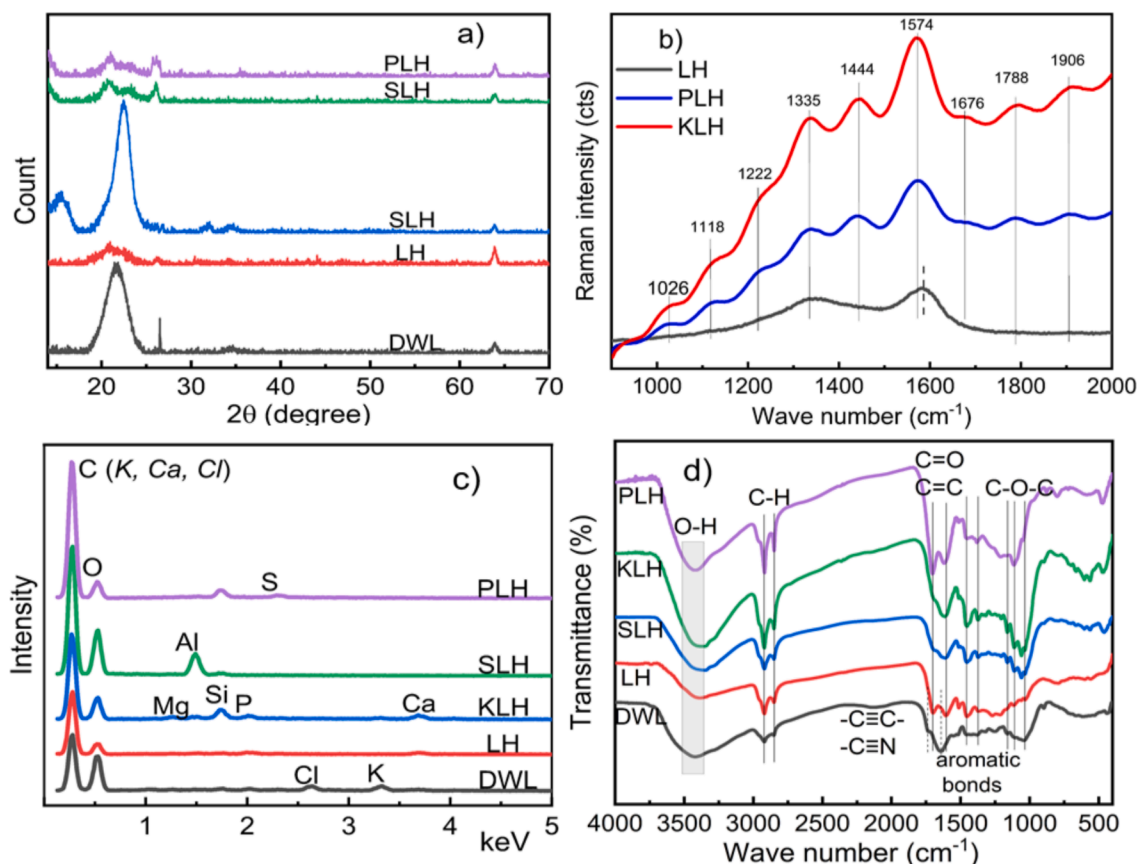 a)
PLH
SLH
SLH
LH
DWL
Count
20 30 40 50 60 70
2θ (degree)
b)
LH
PLH
KLH
1026
1118
1222
1335
1444
1574
1676
1788
1906
Raman intensity (cts)
1000 1200 1400 1600 1800 2000
Wave number (cm⁻¹)
C (K, Ca, Cl)
c)
O
S
PLH
Al
SLH
Mg
Si
P
Ca
KLH
LH
Cl
K
DWL
Intensity
1 2 3 4 5
keV
d)
C=O
C=C
C-O-C
C-H
O-H
PLH
KLH
SLH
LH
DWL
-C≡C-
-C≡N
aromatic
bonds
Transmittance (%)
4000 3500 3000 2500 2000 1500 1000 500
Wave number (cm⁻¹)